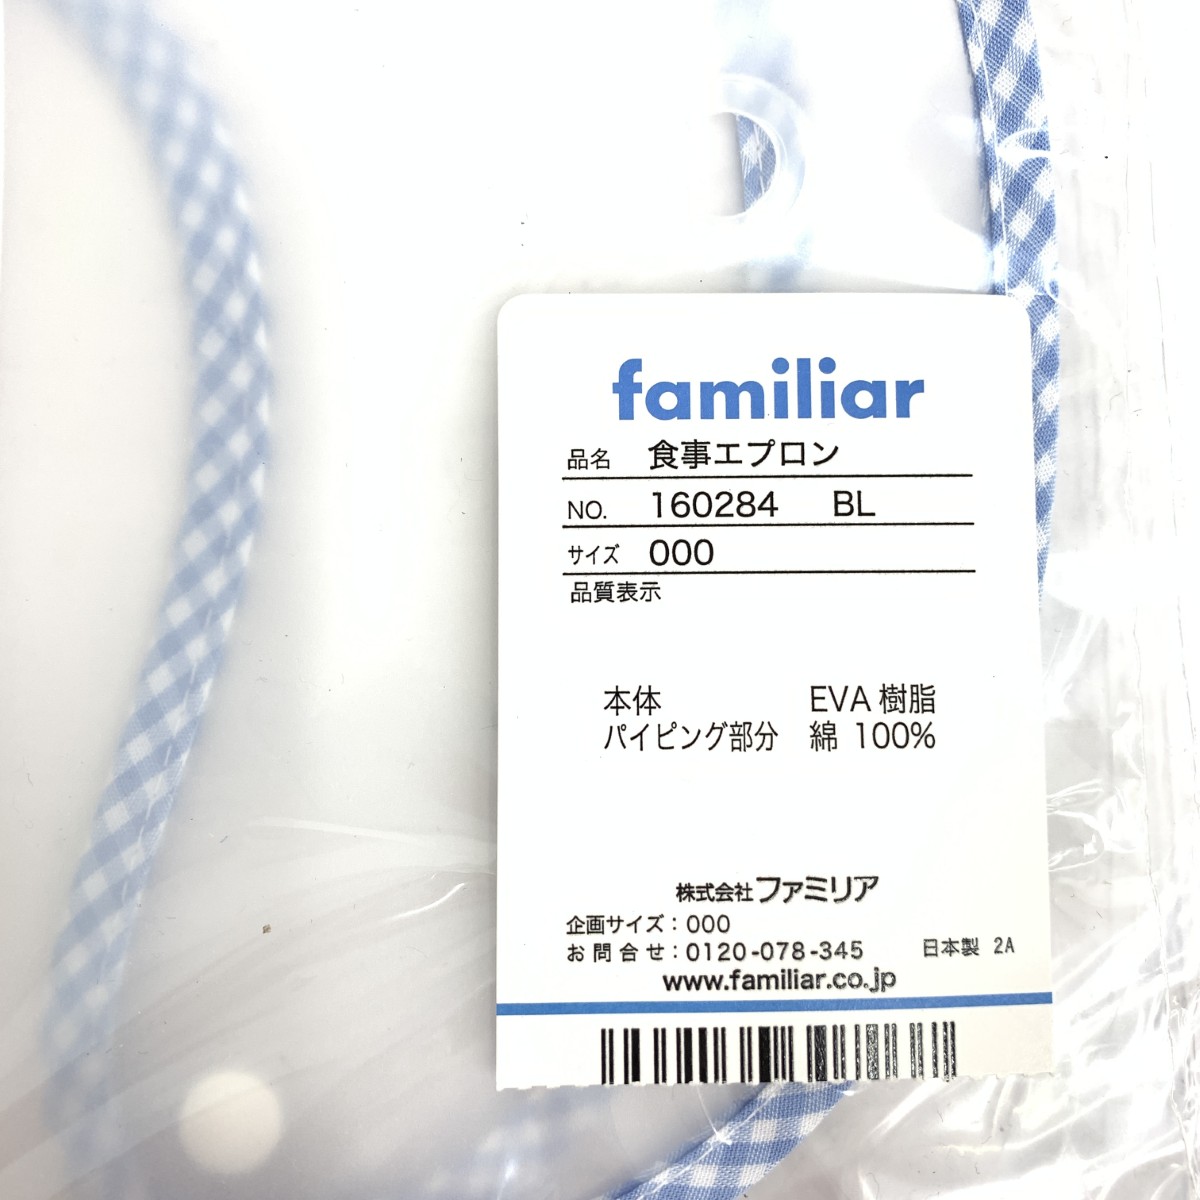 familiar
品名 食事エプロン
NO. 160284 BL
サイズ 000
品質表示
本体 EVA 樹脂
パイピング部分 綿 100%
株式会社ファミリア
企画サイズ：000
お問合せ：0120-078-345 日本製 2A
www.familiar.co.jp